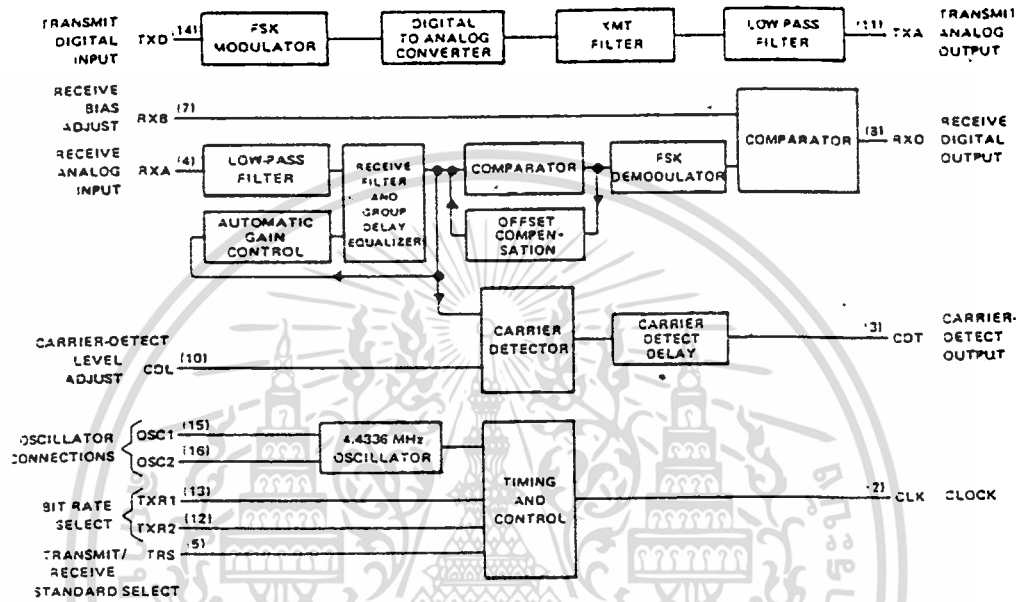 TRANSMIT
DIGITAL
INPUT
TXD
(14)
FSK
MODULATOR
DIGITAL
TO ANALOG
CONVERTER
XMT
FILTER
LOW PASS
FILTER
(11)
TXA
TRANSMIT
ANALOG
OUTPUT
RECEIVE
BIAS
ADJUST
RXB
(7)
RECEIVE
ANALOG
INPUT
RXA
(4)
LOW-PASS
FILTER
RECEIVE
FILTER
AND
GROUP
DELAY
EQUALIZER
COMPARATOR
FSK
DEMODULATOR
COMPARATOR
(8)
RXD
RECEIVE
DIGITAL
OUTPUT
AUTOMATIC
GAIN
CONTROL
OFFSET
COMPEN-
SATION
CARRIER-DETECT
LEVEL
ADJUST
CDL
(10)
CARRIER
DETECTOR
CARRIER
DETECT
DELAY
(3)
CDT
CARRIER-
DETECT
OUTPUT
OSCILLATOR
CONNECTIONS
OSC1
(15)
OSC2
(16)
4.4336 MHz
OSCILLATOR
BIT RATE
SELECT
TXR1
(13)
TXR2
(12)
TRANSMIT/
RECEIVE
STANDARD SELECT
TRS
(5)
TIMING
AND
CONTROL
(2)
CLK
CLOCK